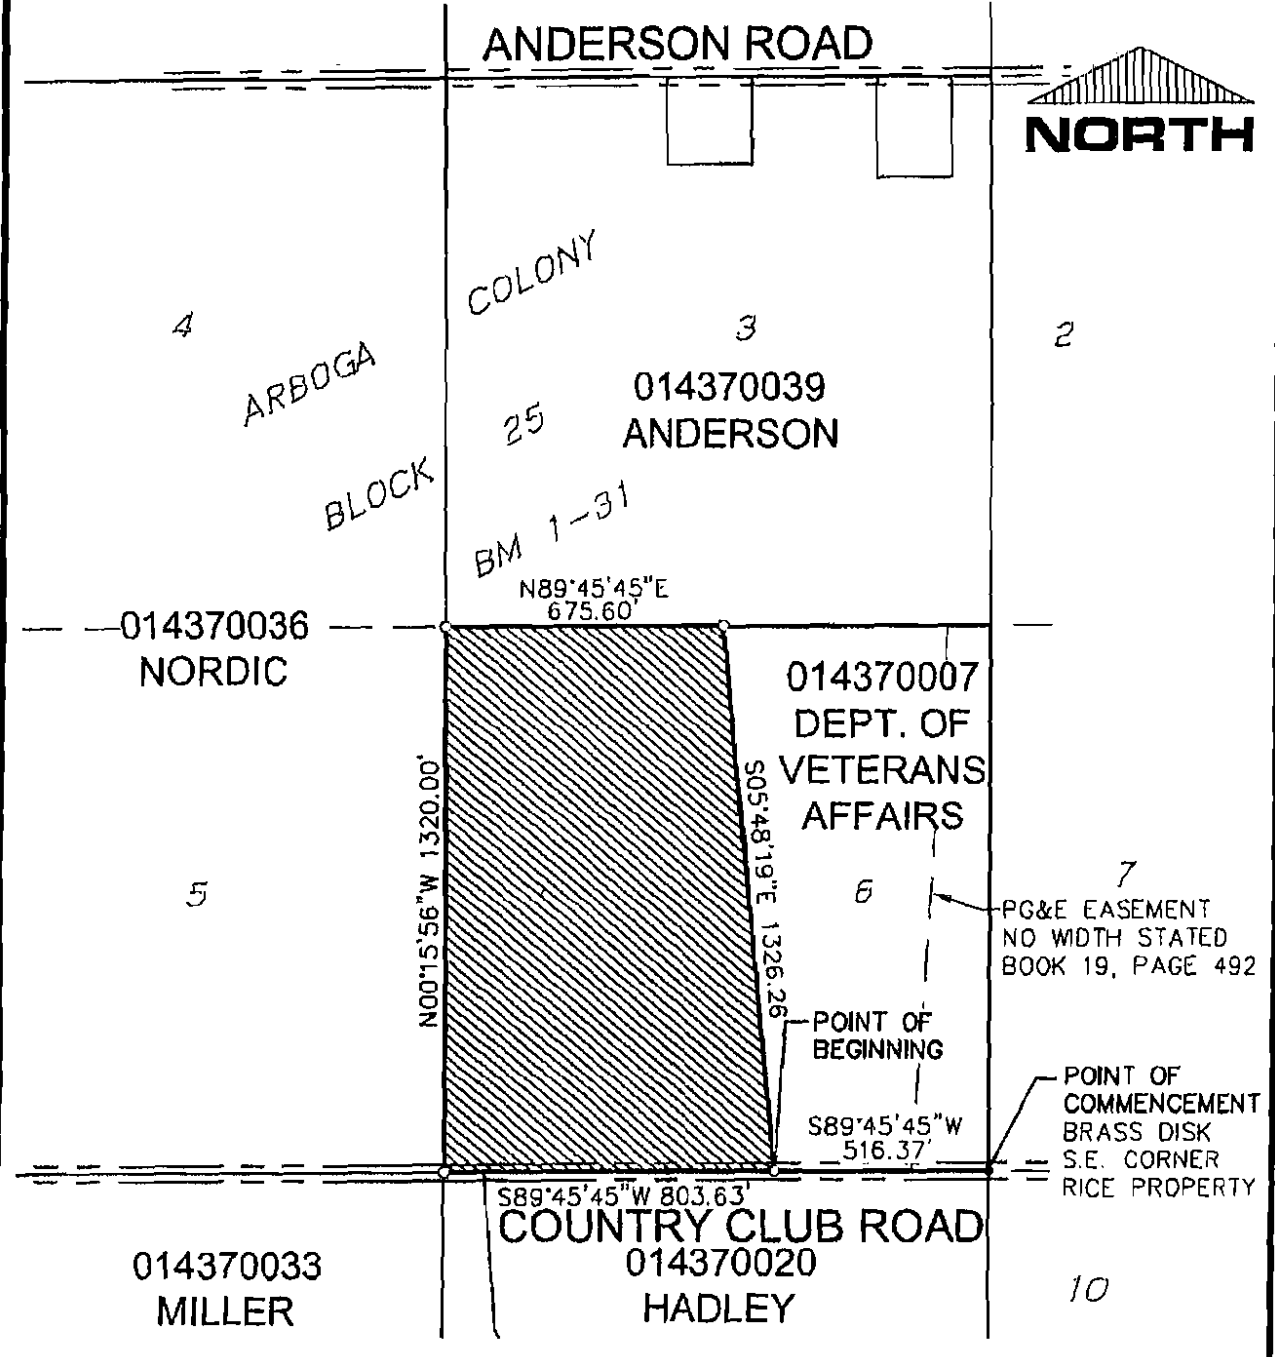 ANDERSON ROAD
NORTH
COLONY
4
3
2
ARBOGA
014370039
ANDERSON
25
BLOCK
BM 1-31
N89°45'45"E
675.60'
014370036
NORDIC
014370007
DEPT. OF
VETERANS
AFFAIRS
N00°15'56"W 1320.00'
S05°48'19"E 1326.26
5
6
7
PG&E EASEMENT
NO WIDTH STATED
BOOK 19, PAGE 492
POINT OF
BEGINNING
POINT OF
COMMENCEMENT
BRASS DISK
S.E. CORNER
RICE PROPERTY
S89°45'45"W
516.37'
S89°45'45"W 803.63'
COUNTRY CLUB ROAD
014370033
MILLER
014370020
HADLEY
10